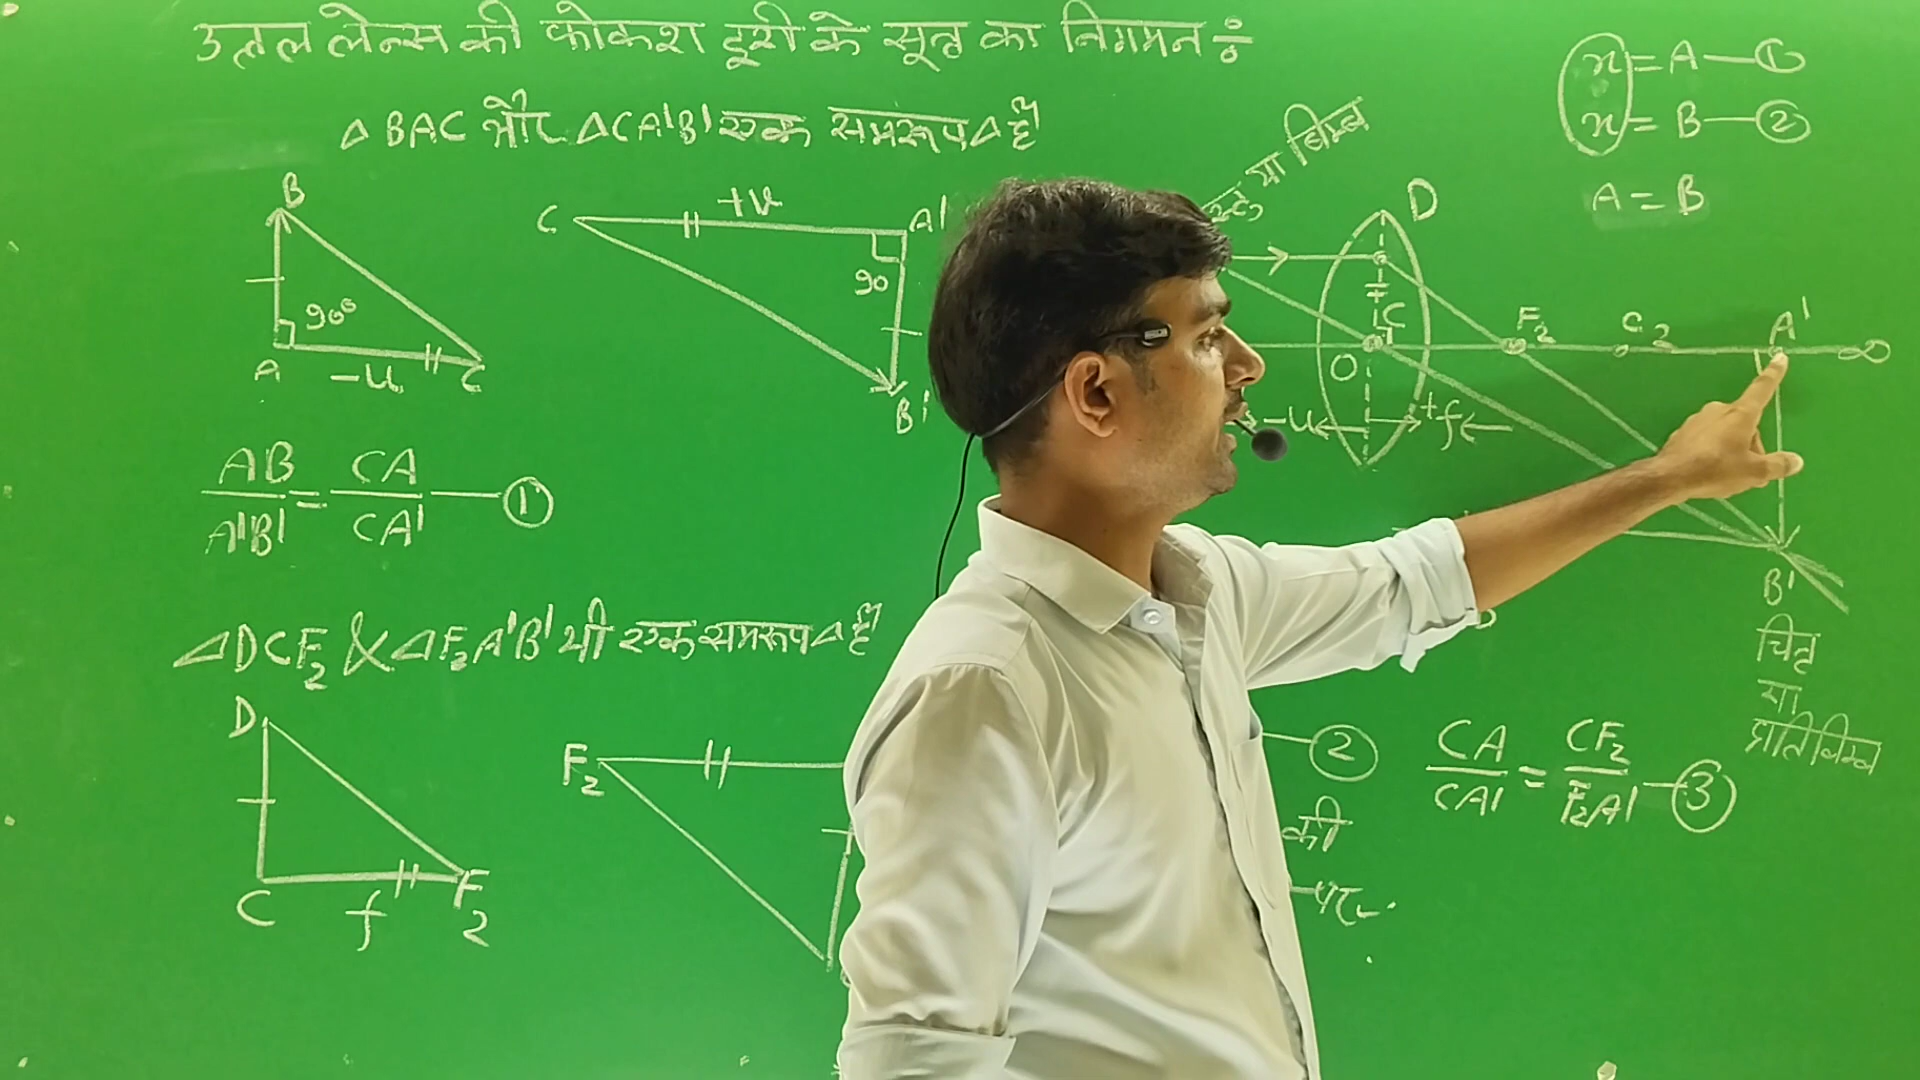 उत्तल लेन्स की फोकश दूरी के सूत्र का निगमन ÷
△BAC और △CA'B' एक समरूप △ है
B
90°
A
-u
C
C
+v
A'
90
B'
AB/A'B' = CA/CA' — ①
△DCF₂ & △F₂A'B' भी एक समरूप △ है
D
C
f
F₂
F₂
x = A — ①
x = B — ②
A = B
या बिम्ब
D
C
O
F₂
C₂
A'
∞
-u
+f
B'
चित्र
या
प्रतिबिम्ब
②
CA/CA' = CF₂/F₂A' — ③
की